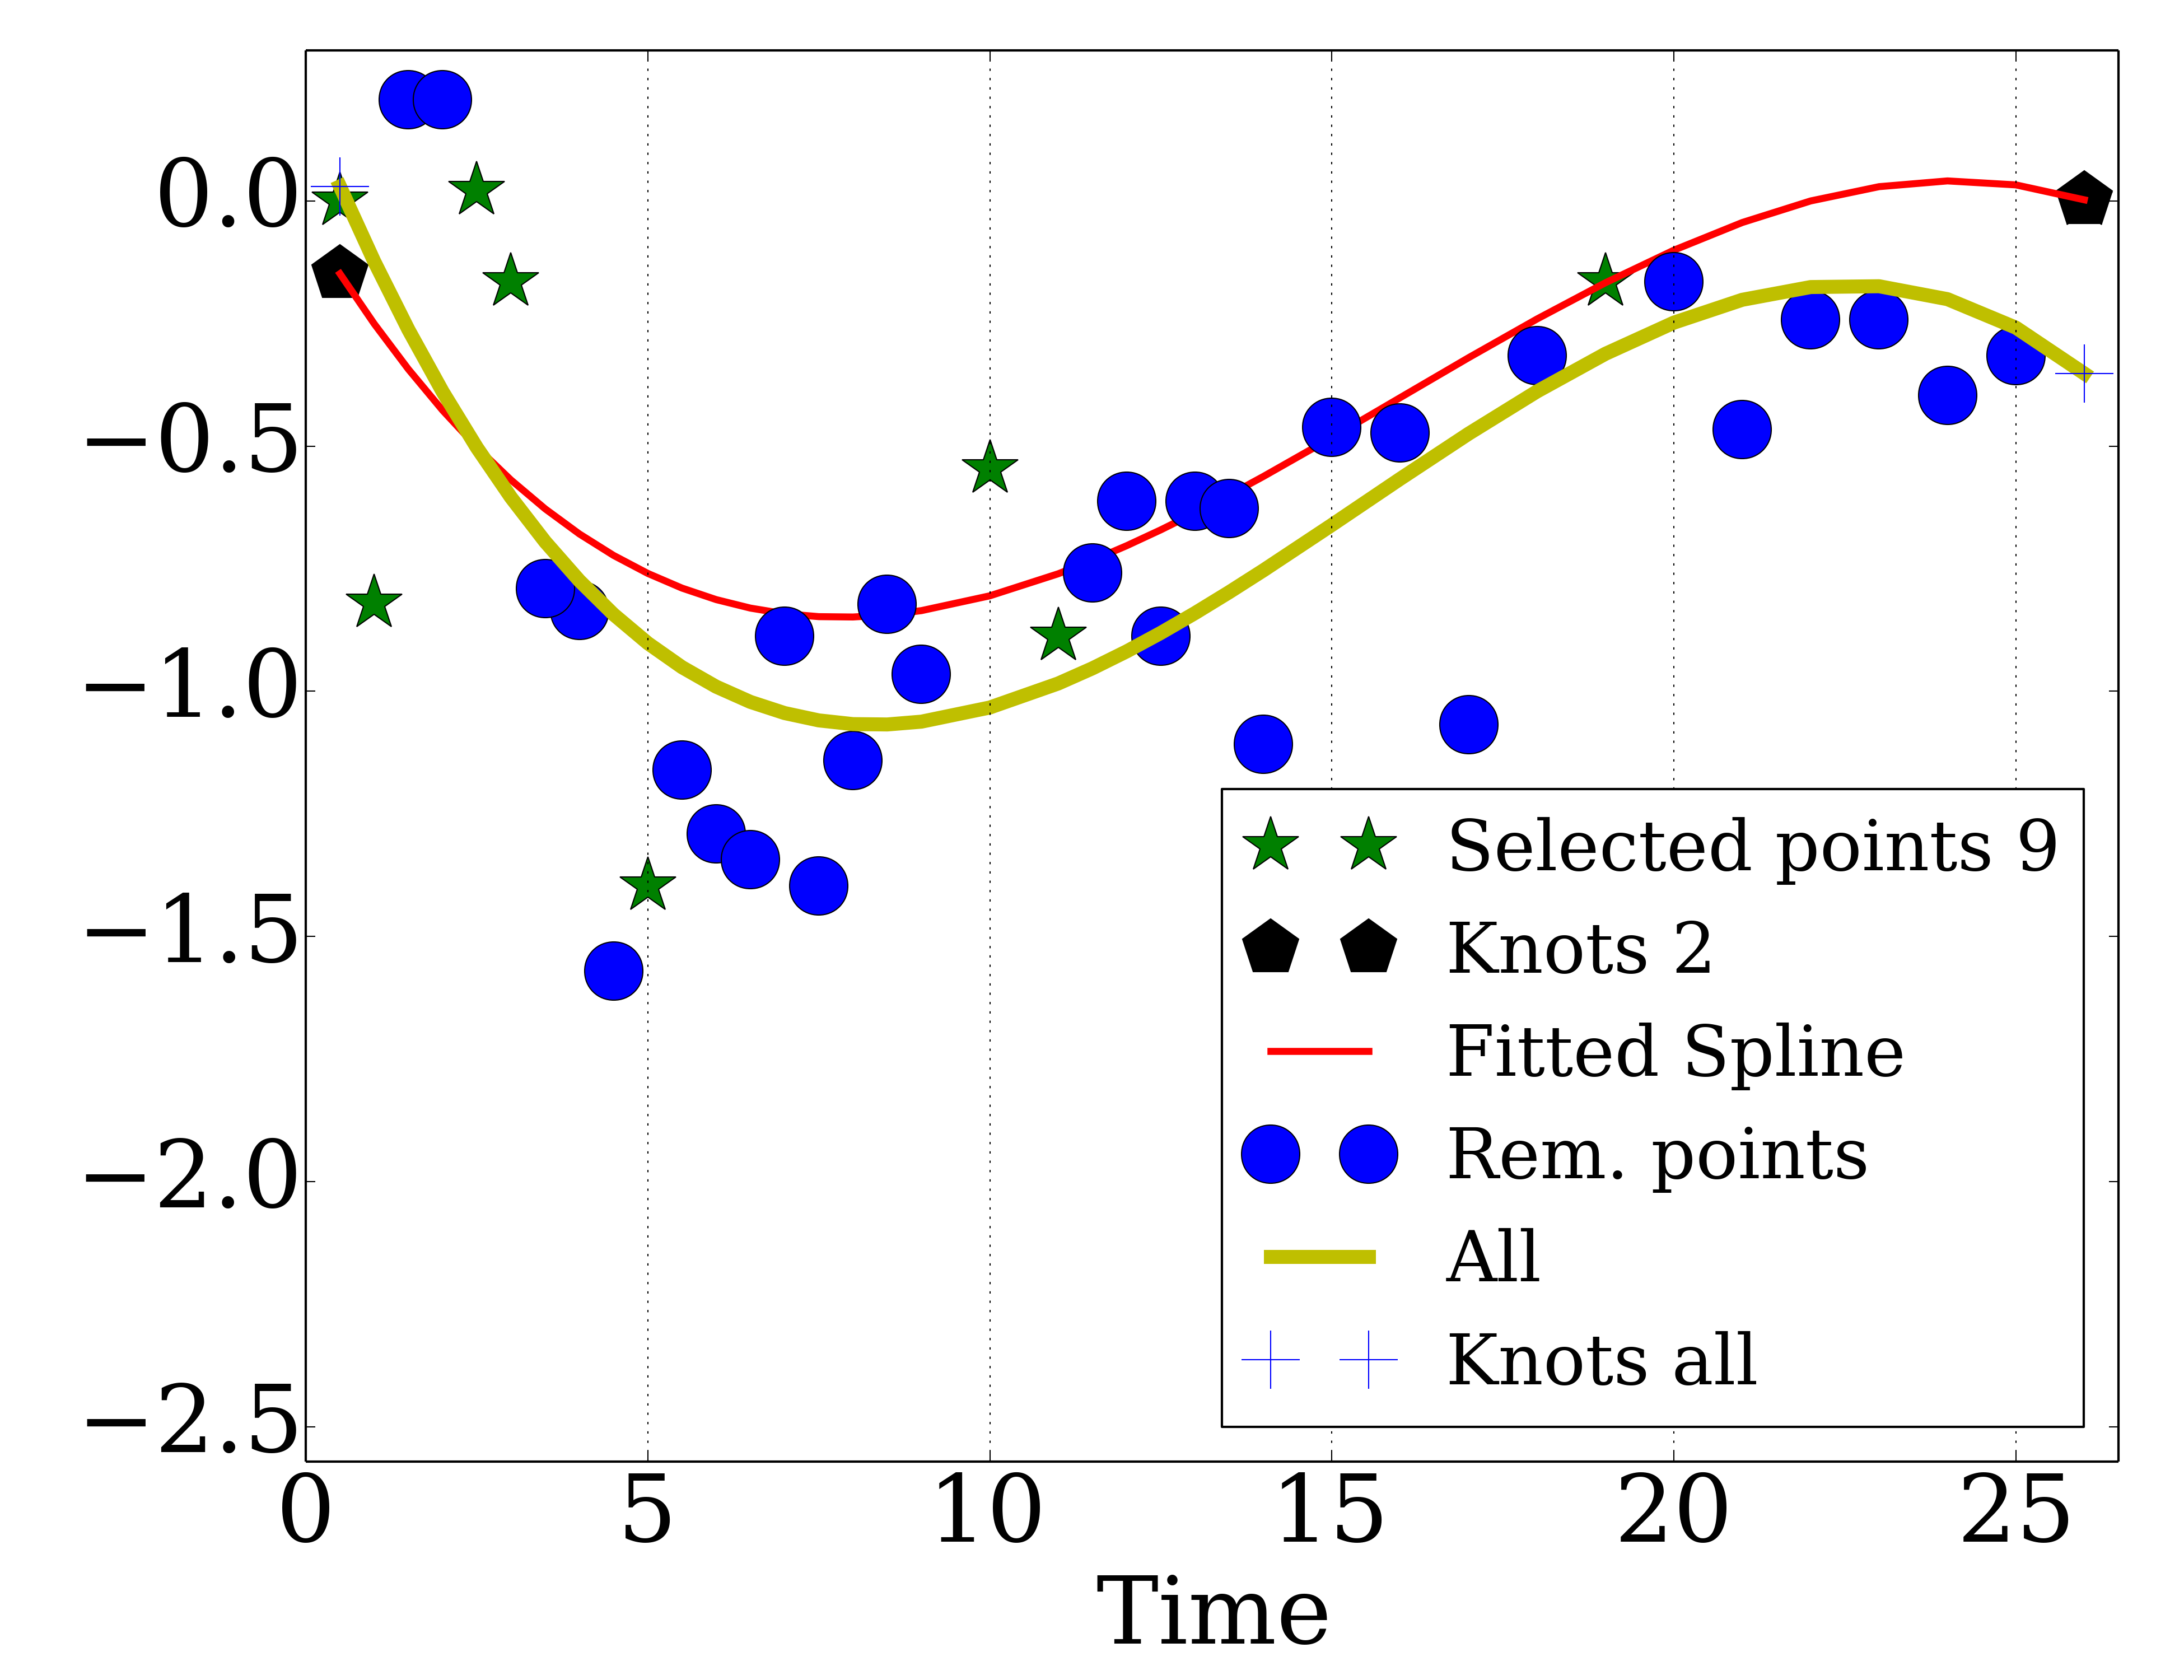 0.0
−0.5
−1.0
−1.5
−2.0
−2.5
Selected points 9
Knots 2
Fitted Spline
Rem. points
All
Knots all
0 5 10 15 20 25
Time